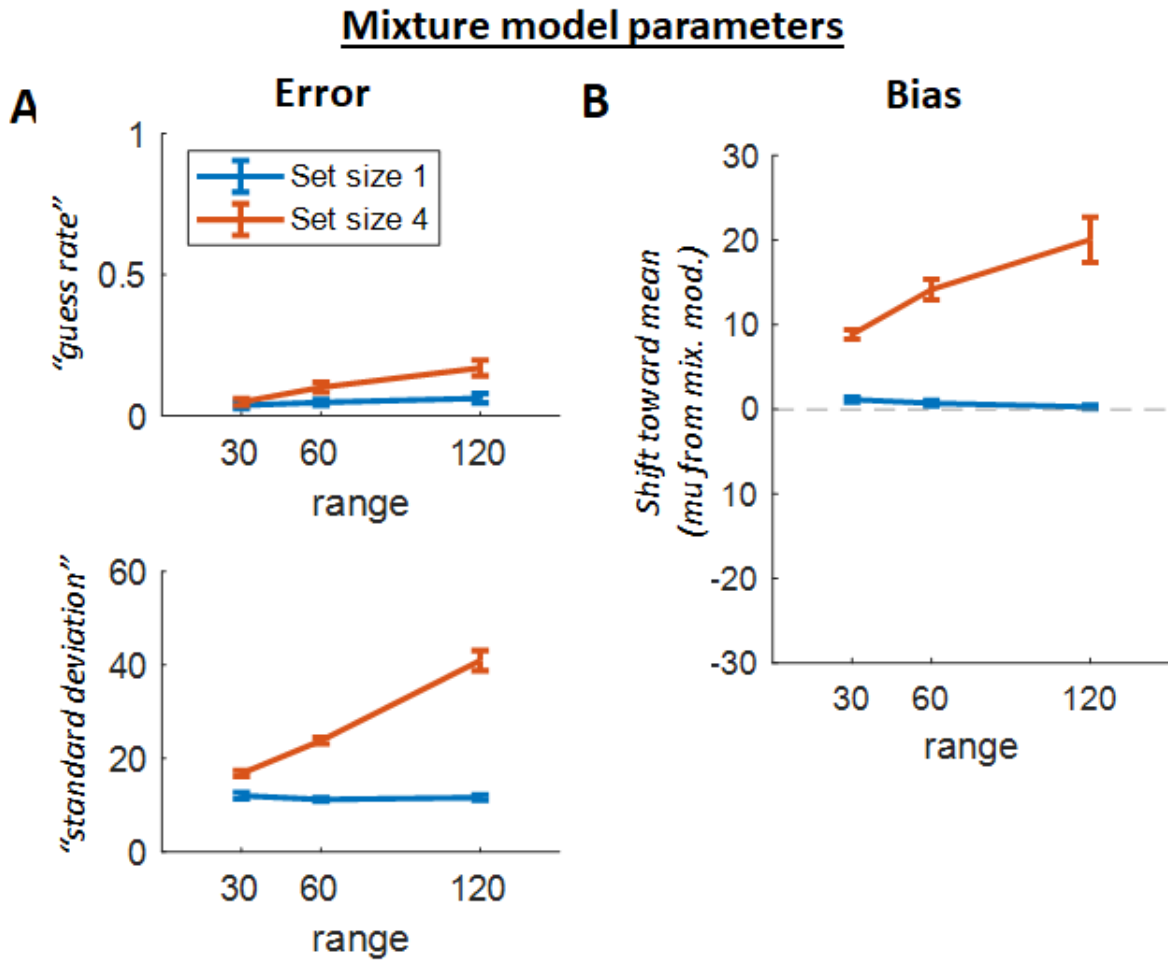 Mixture model parameters
A
Error
"guess rate"
1
0.5
0
Set size 1
Set size 4
30 60 120
range
"standard deviation"
60
40
20
0
30 60 120
range
B
Bias
Shift toward mean
(mu from mix. mod.)
30
20
10
0
10
-20
-30
30 60 120
range